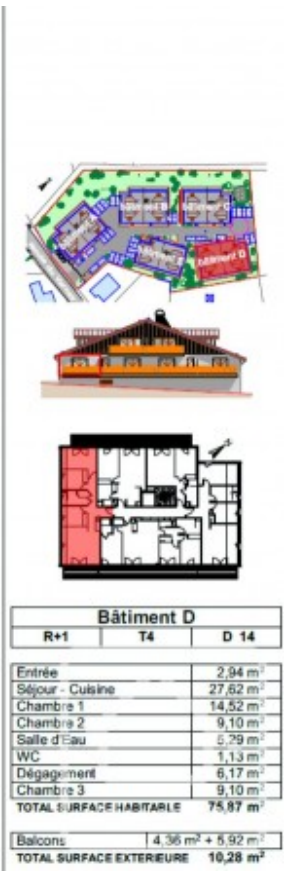 bâtiment B
bâtiment C
bâtiment D
Bâtiment D
R+1 T4 D 14
Entrée 2,94 m²
Séjour - Cuisine 27,62 m²
Chambre 1 14,52 m²
Chambre 2 9,10 m²
Salle d'Eau 5,29 m²
WC 1,13 m²
Dégagement 6,17 m²
Chambre 3 9,10 m²
TOTAL SURFACE HABITABLE 75,87 m²
Balcons 4,36 m² + 5,92 m²
TOTAL SURFACE EXTERIEURE 10,28 m²